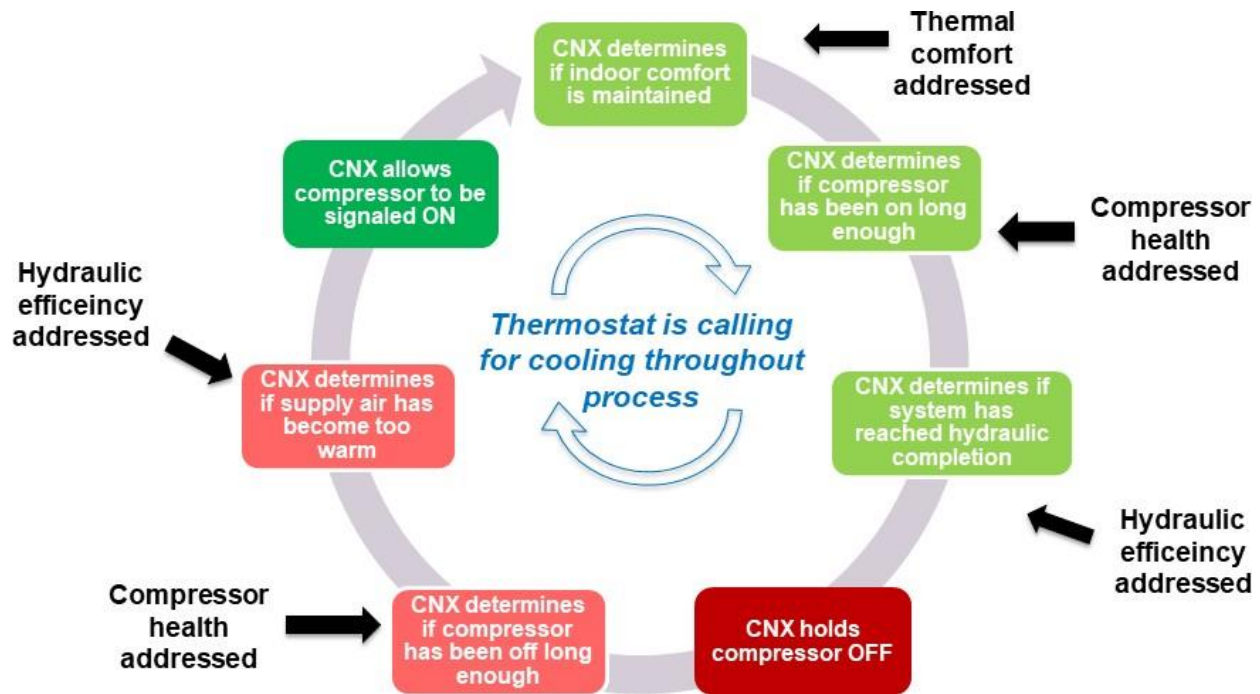 CNX determines
if indoor comfort
is maintained
Thermal
comfort
addressed
CNX determines
if compressor
has been on long
enough
Compressor
health
addressed
CNX determines if
system has
reached hydraulic
completion
Hydraulic
efficeincy
addressed
CNX holds
compressor OFF
CNX determines
if compressor
has been off long
enough
Compressor
health
addressed
CNX determines
if supply air has
become too
warm
Hydraulic
efficeincy
addressed
CNX allows
compressor to be
signaled ON
Thermostat is calling
for cooling throughout
process